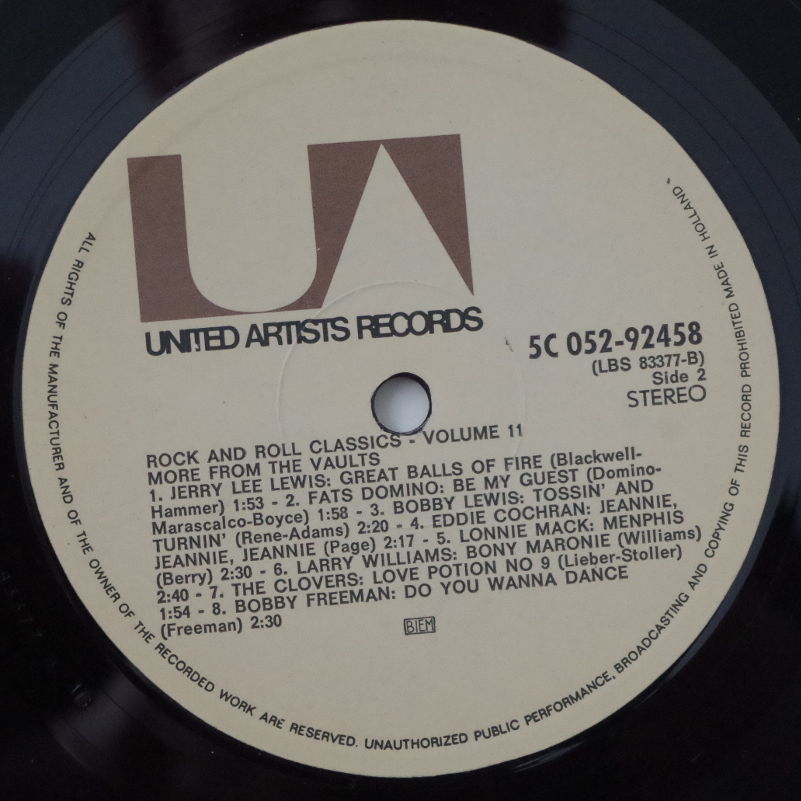 UA
UNITED ARTISTS RECORDS
5C 052-92458
(LBS 83377-B)
Side 2
STEREO
ROCK AND ROLL CLASSICS - VOLUME 11
MORE FROM THE VAULTS
1. JERRY LEE LEWIS: GREAT BALLS OF FIRE (Blackwell-
Hammer) 1:53 - 2. FATS DOMINO: BE MY GUEST (Domino-
Marascalco-Boyce) 1:58 - 3. BOBBY LEWIS: TOSSIN' AND
TURNIN' (Rene-Adams) 2:20 - 4. EDDIE COCHRAN: JEANNIE,
JEANNIE, JEANNIE (Page) 2:17 - 5. LONNIE MACK: MENPHIS
(Berry) 2:30 - 6. LARRY WILLIAMS: BONY MARONIE (Williams)
2:40 - 7. THE CLOVERS: LOVE POTION NO 9 (Lieber-Stoller)
1:54 - 8. BOBBY FREEMAN: DO YOU WANNA DANCE
(Freeman) 2:30
BIEM
ALL RIGHTS OF THE MANUFACTURER AND OF THE OWNER OF THE RECORDED WORK ARE RESERVED. UNAUTHORIZED PUBLIC PERFORMANCE, BROADCASTING AND COPYING OF THIS RECORD PROHIBITED MADE IN HOLLAND